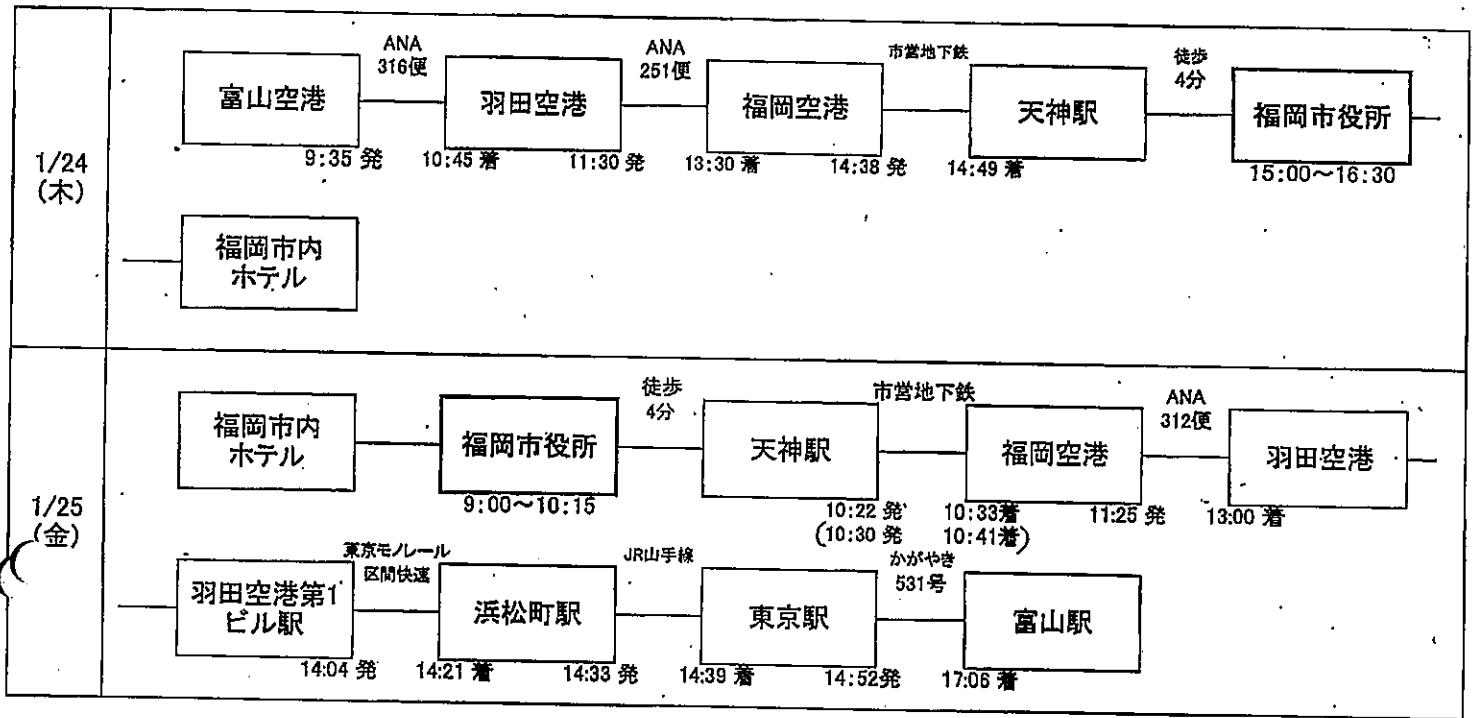 1/24
(木)
ANA
316便
ANA
251便
市営地下鉄
徒歩
4分
富山空港
羽田空港
福岡空港
天神駅
福岡市役所
9:35 発
10:45 着
11:30 発
13:30 着
14:38 発
14:49 着
15:00～16:30
福岡市内
ホテル
1/25
(金)
徒歩
4分
市営地下鉄
ANA
312便
福岡市内
ホテル
福岡市役所
天神駅
福岡空港
羽田空港
9:00～10:15
10:22 発
10:33着
11:25 発
13:00 着
(10:30 発
10:41着)
東京モノレール
区間快速
JR山手線
かがやき
531号
羽田空港第1
ビル駅
浜松町駅
東京駅
富山駅
14:04 発
14:21 着
14:33 発
14:39 着
14:52発
17:06 着